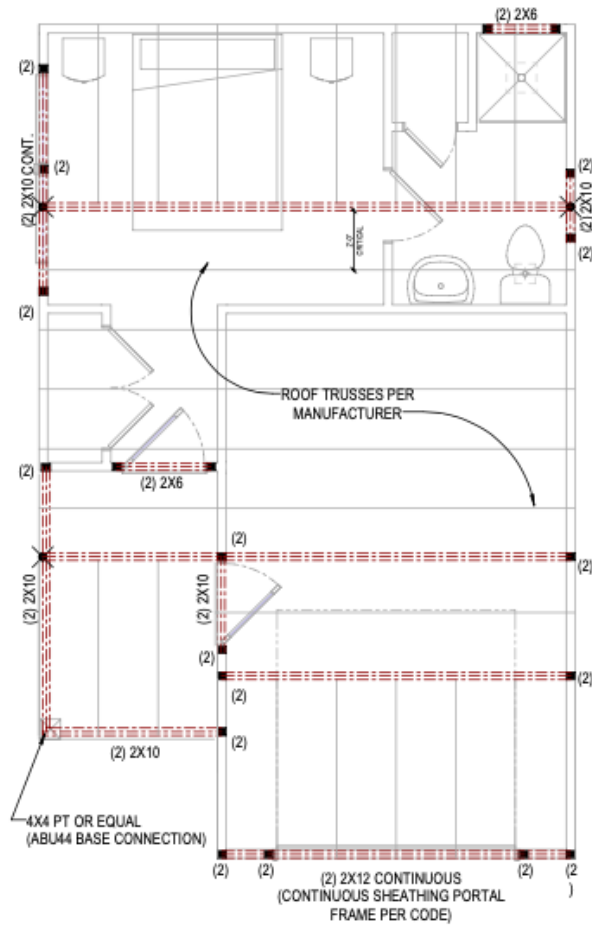 (2) 2X6
(2)
(2)
(2)
(2) 2X10 CONT.
(2) 2X10
(2)
2'-0"
CRITICAL
(2)
ROOF TRUSSES PER
MANUFACTURER
(2)
(2) 2X6
(2)
(2)
(2) 2X10
(2) 2X10
(2)
(2)
(2)
(2)
(2) 2X10
4X4 PT OR EQUAL
(ABU44 BASE CONNECTION)
(2)
(2)
(2)
(2
)
(2) 2X12 CONTINUOUS
(CONTINUOUS SHEATHING PORTAL
FRAME PER CODE)